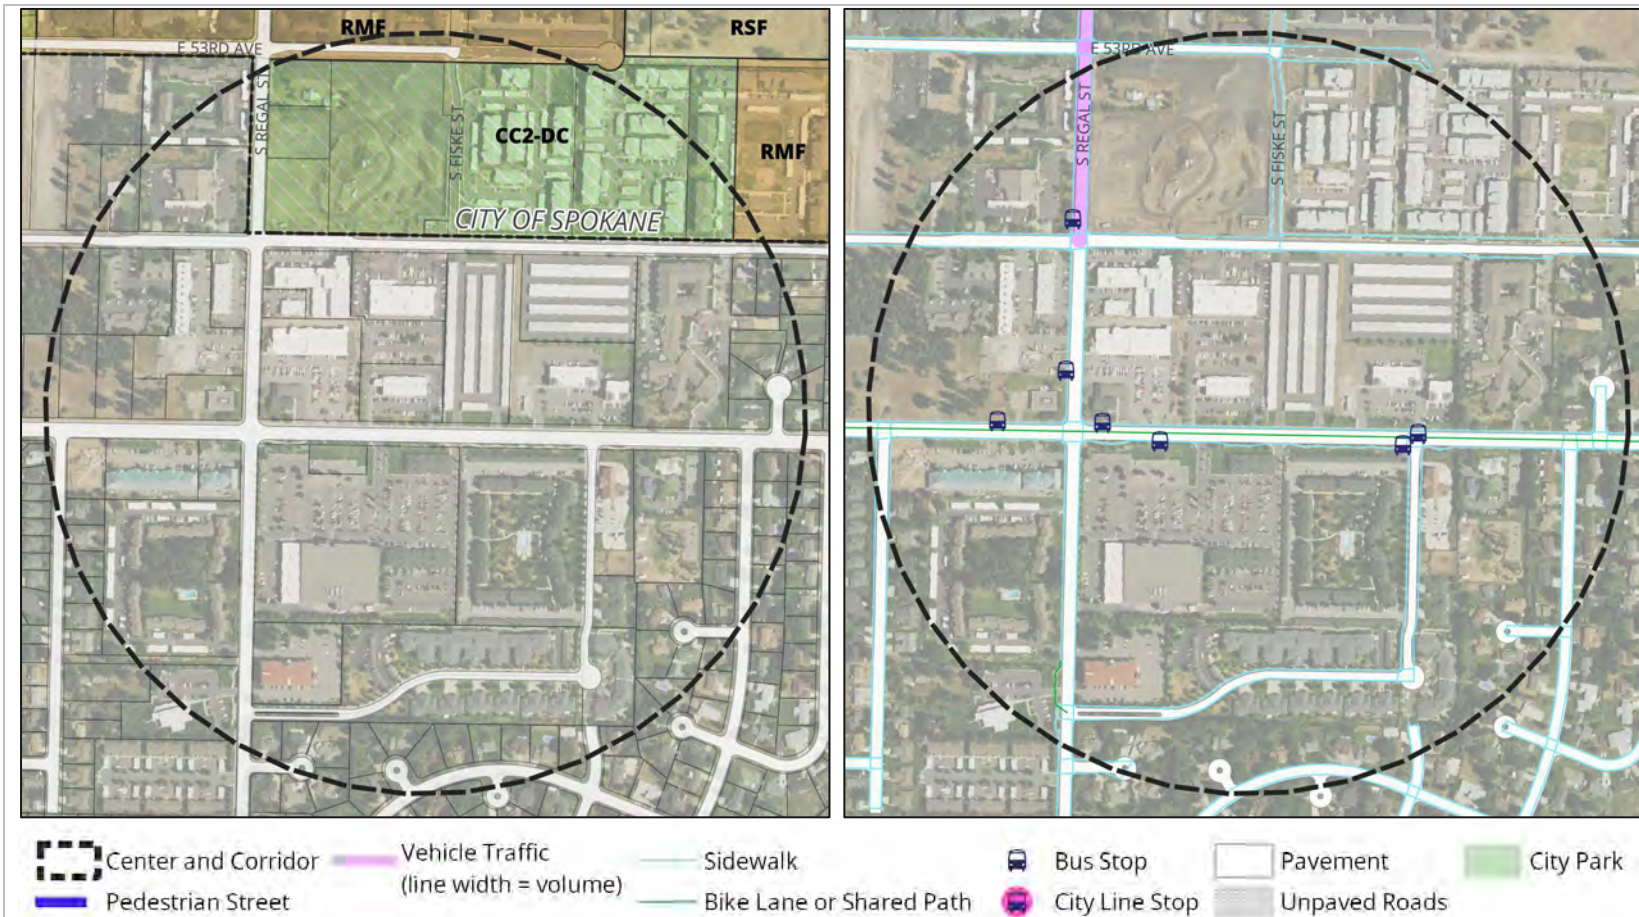 RMF
RSF
E 53RD AVE
S REGAL ST
S FISKE ST
CC2-DC
RMF
CITY OF SPOKANE
E 53RD AVE
S REGAL ST
S FISKE ST
Center and Corridor
Pedestrian Street
Vehicle Traffic
(line width = volume)
Sidewalk
Bike Lane or Shared Path
Bus Stop
City Line Stop
Pavement
Unpaved Roads
City Park